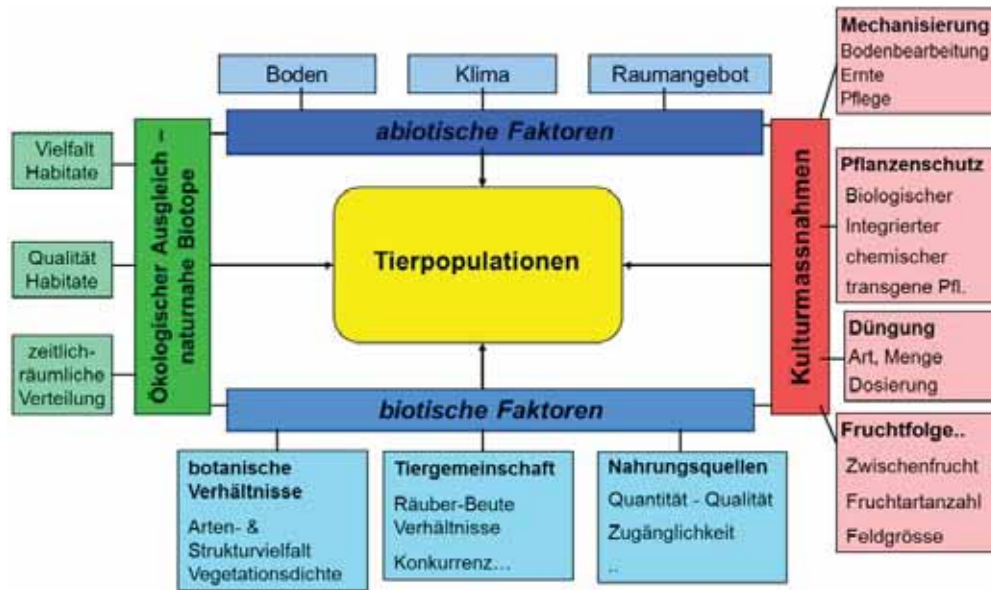 Boden
Klima
Raumangebot
abiotische Faktoren
Vielfalt
Habitate
Qualität
Habitate
zeitlich-
räumliche
Verteilung
Ökologischer Ausgleich –
naturnahe Biotope
Tierpopulationen
Kulturmassnahmen
Mechanisierung
Bodenbearbeitung
Ernte
Pflege
Pflanzenschutz
Biologischer
Integrierter
chemischer
transgene Pfl.
Düngung
Art, Menge
Dosierung
Fruchtfolge..
Zwischenfrucht
Fruchtartanzahl
Feldgrösse
biotische Faktoren
botanische
Verhältnisse
Arten- &
Strukturvielfalt
Vegetationsdichte
Tiergemeinschaft
Räuber-Beute
Verhältnisse
Konkurrenz...
Nahrungsquellen
Quantität - Qualität
Zugänglichkeit
..